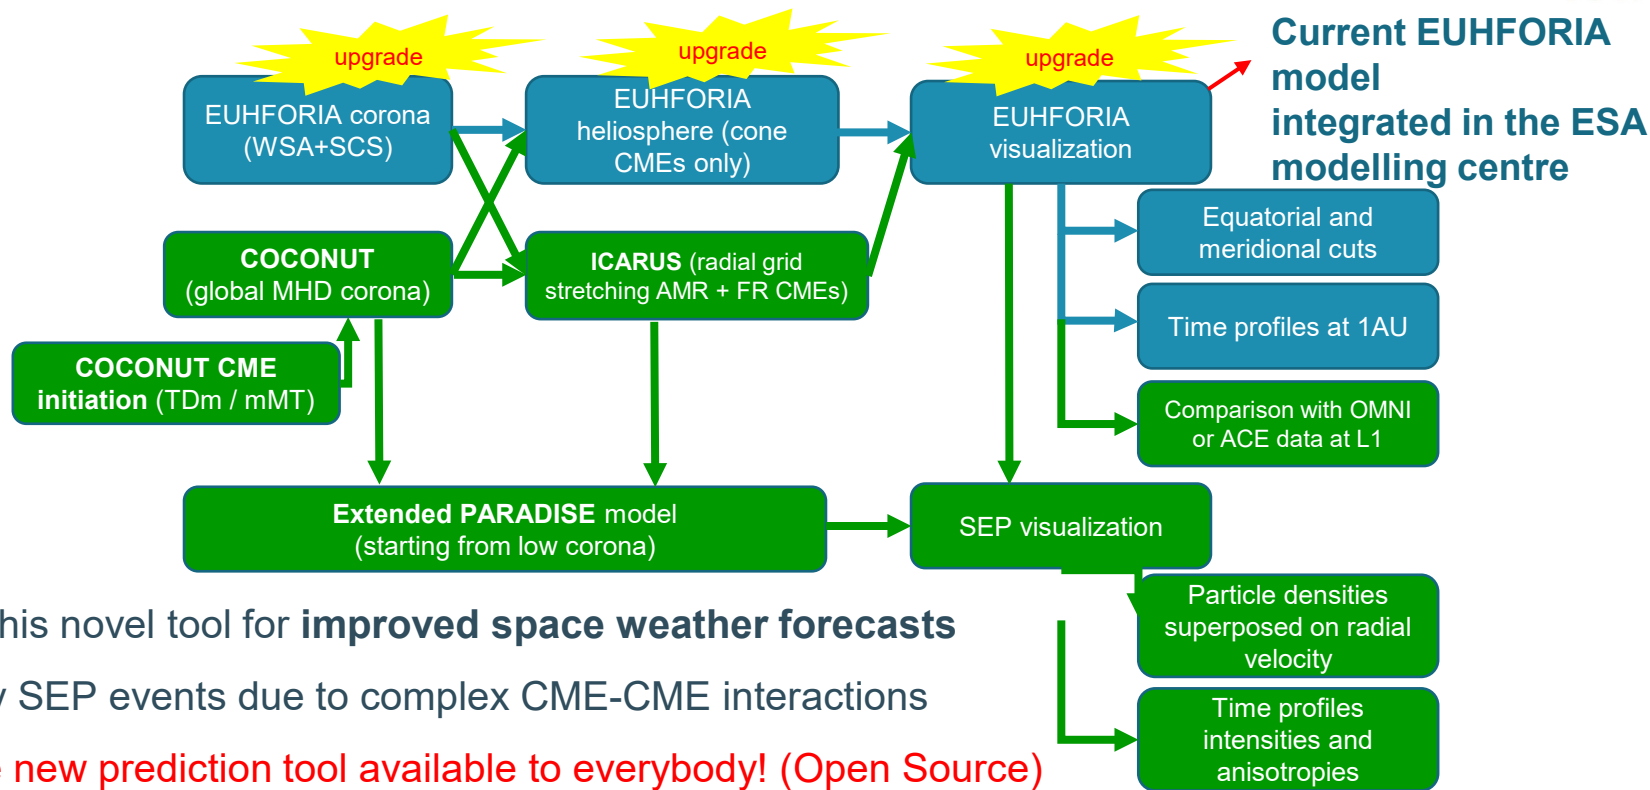 upgrade
upgrade
upgrade
Current EUHFORIA
model
integrated in the ESA
modelling centre
EUHFORIA corona
(WSA+SCS)
EUHFORIA
heliosphere (cone
CMEs only)
EUHFORIA
visualization
Equatorial and
meridional cuts
COCONUT
(global MHD corona)
ICARUS (radial grid
stretching AMR + FR CMEs)
Time profiles at 1AU
COCONUT CME
initiation (TDm / mMT)
Comparison with OMNI
or ACE data at L1
Extended PARADISE model
(starting from low corona)
SEP visualization
Particle densities
superposed on radial
velocity
Time profiles
intensities and
anisotropies
novel tool for improved space weather forecasts
SEP events due to complex CME-CME interactions
new prediction tool available to everybody! (Open Source)